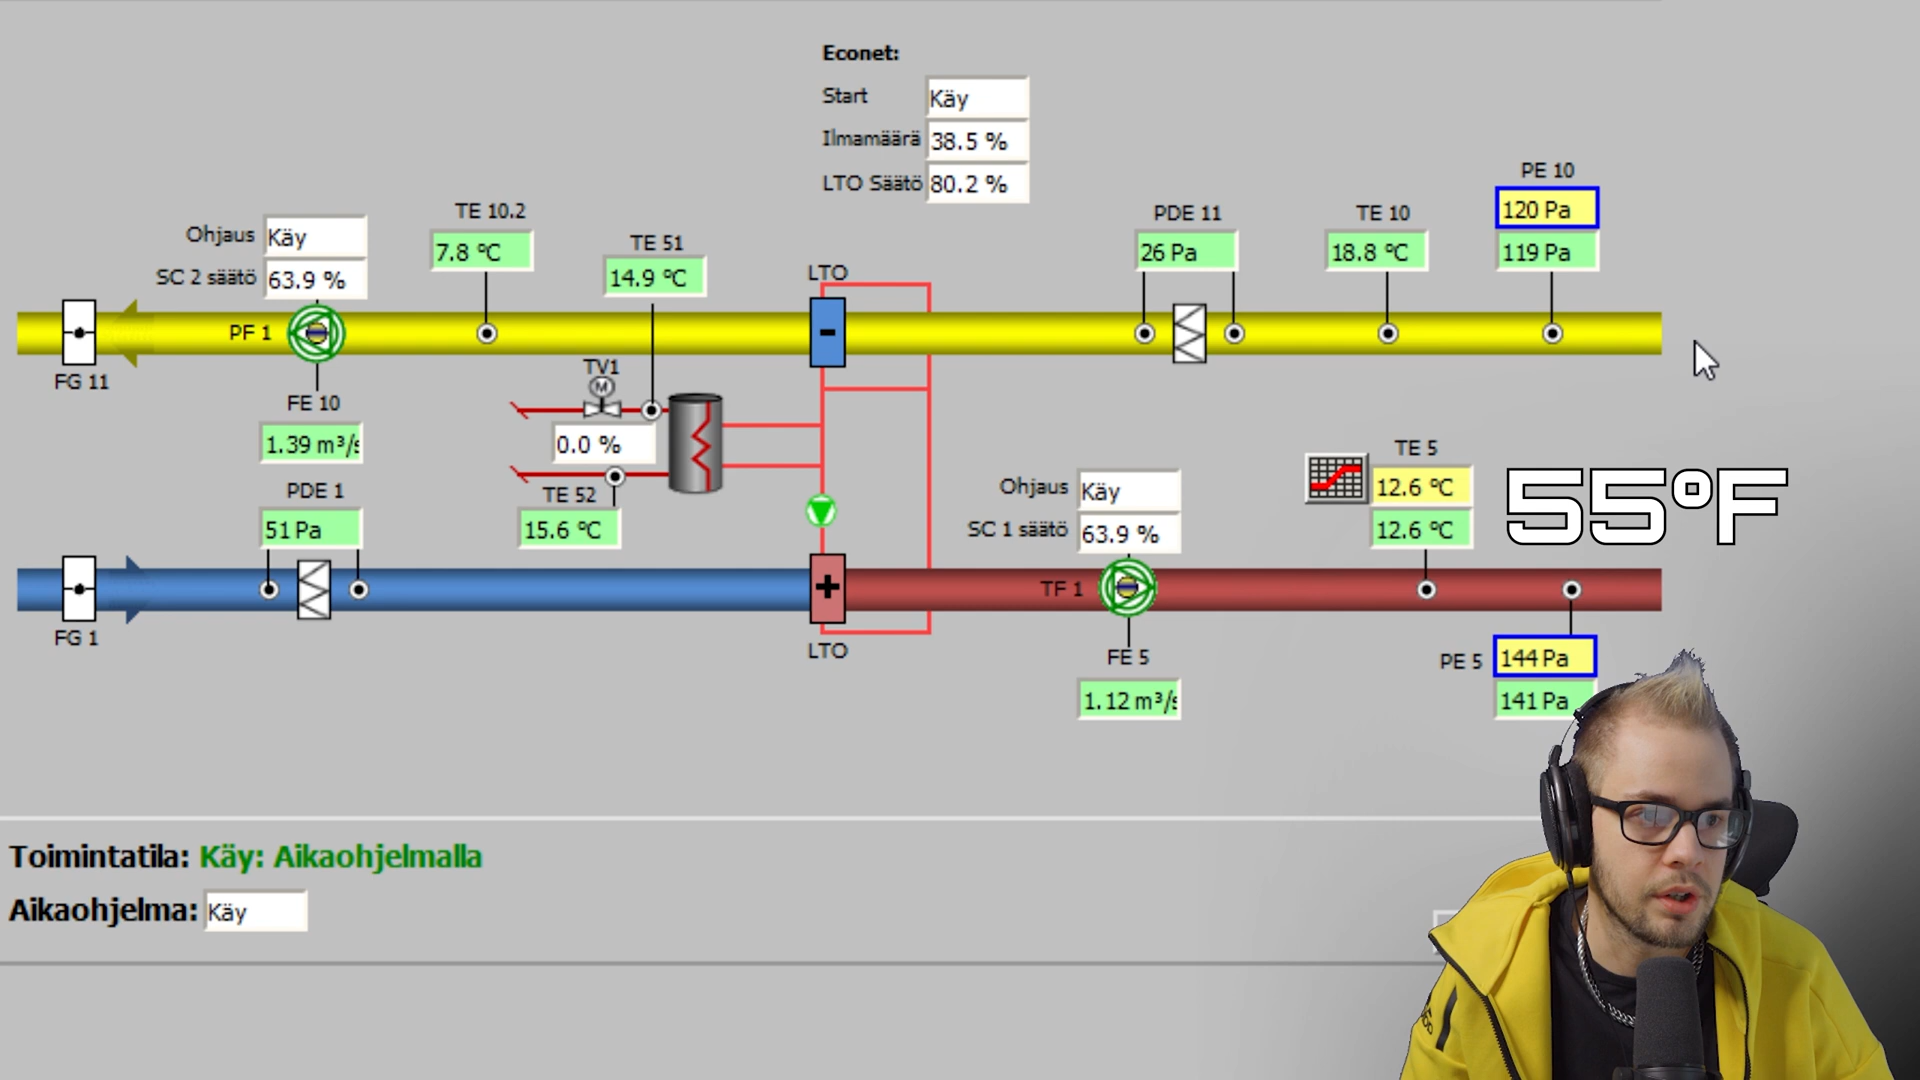 Econet:
Start Käy
Ilmamäärä 38.5 %
LTO Säätö 80.2 %
PE 10
120 Pa
119 Pa
Ohjaus Käy
SC 2 säätö 63.9 %
TE 10.2
7.8 °C
TE 51
14.9 °C
LTO
PDE 11
26 Pa
TE 10
18.8 °C
PF 1
-
FG 11
FE 10
1.39 m³/s
TV1
M
0.0 %
TE 52
15.6 °C
PDE 1
51 Pa
TE 5
12.6 °C
12.6 °C
55°F
Ohjaus Käy
SC 1 säätö 63.9 %
+
TF 1
FG 1
LTO
FE 5
1.12 m³/s
PE 5
144 Pa
141 Pa
Toimintatila: Käy: Aikaohjelmalla
Aikaohjelma: Käy